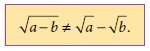 √(a−b) ≠ √a − √b.